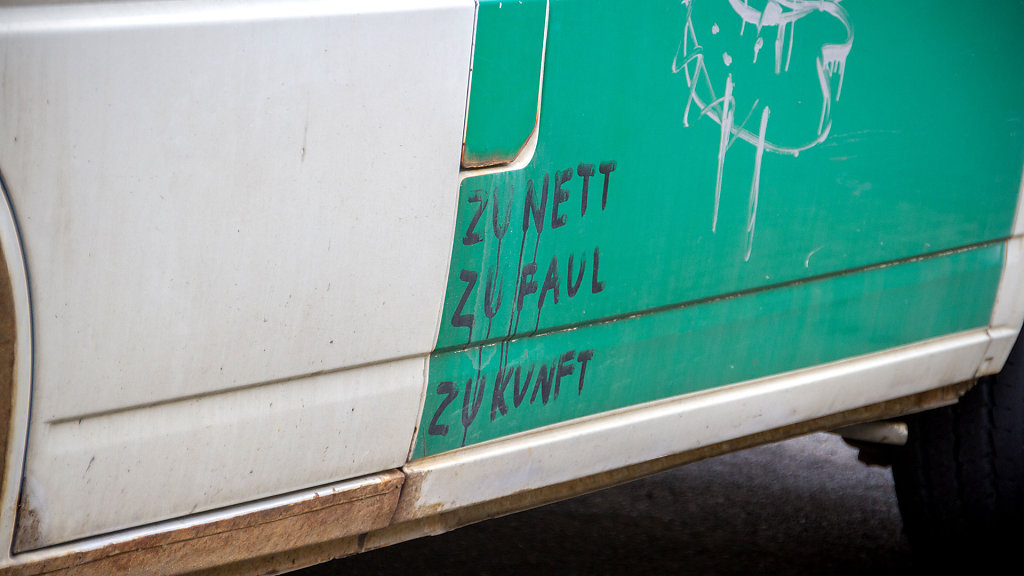 ZU NETT
ZU FAUL
ZUKUNFT